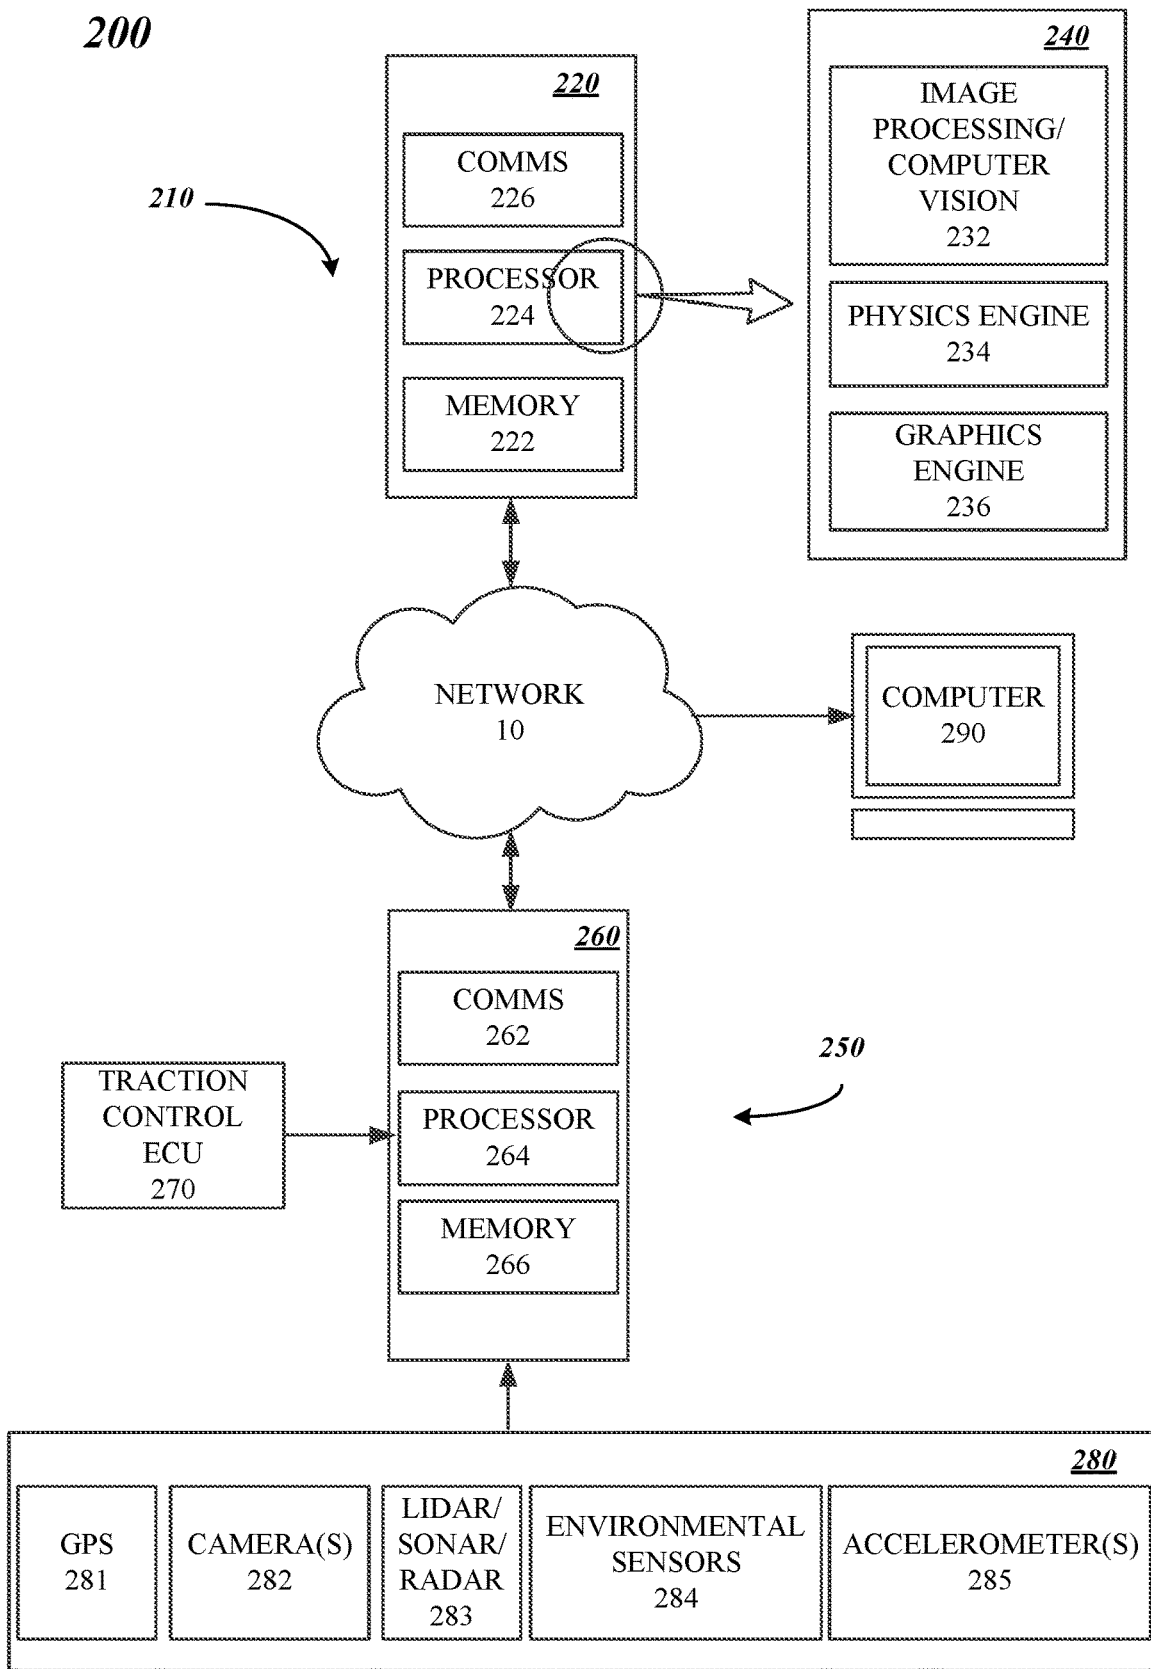 200
220
COMMS
226
PROCESSOR
224
MEMORY
222
210
240
IMAGE
PROCESSING/
COMPUTER
VISION
232
PHYSICS ENGINE
234
GRAPHICS
ENGINE
236
NETWORK
10
COMPUTER
290
260
COMMS
262
PROCESSOR
264
MEMORY
266
250
TRACTION
CONTROL
ECU
270
280
GPS
281
CAMERA(S)
282
LIDAR/
SONAR/
RADAR
283
ENVIRONMENTAL
SENSORS
284
ACCELEROMETER(S)
285